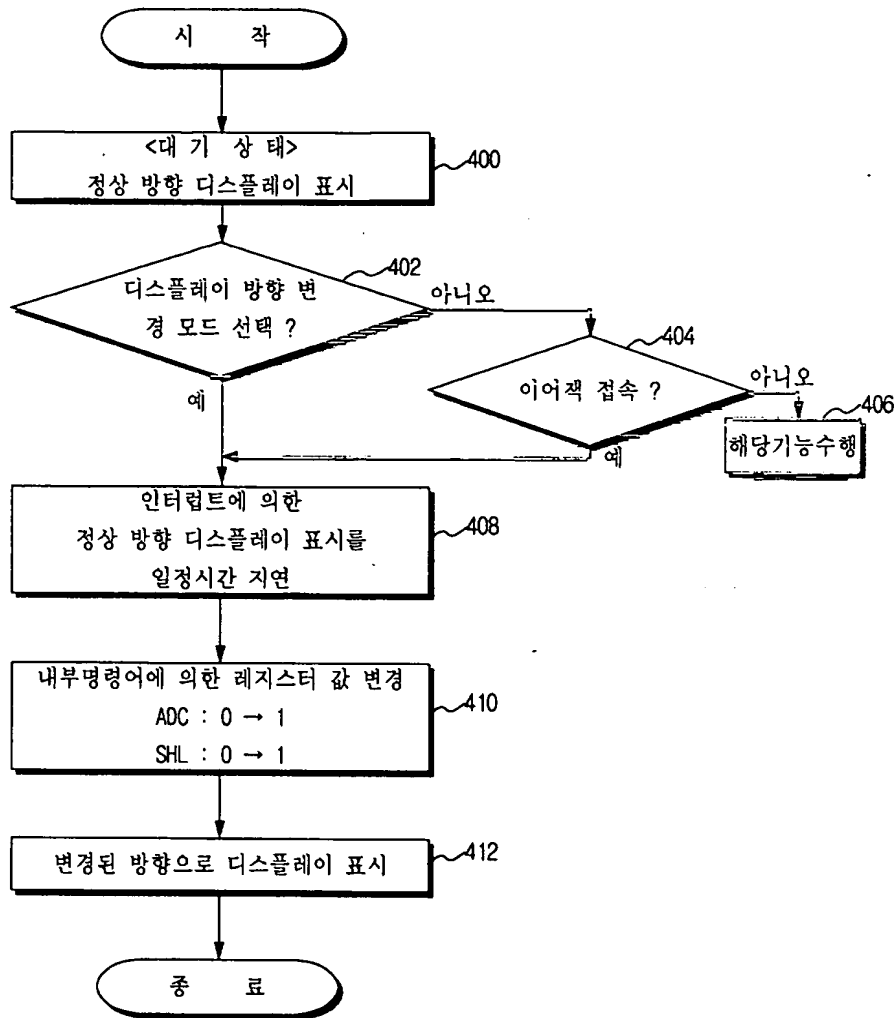 시 작
<대 기 상 태>
정상 방향 디스플레이 표시
400
디스플레이 방향 변
경 모드 선택 ?
402
아니오
예
이어잭 접속 ?
404
아니오
예
해당기능수행
406
인터럽트에 의한
정상 방향 디스플레이 표시를
일정시간 지연
408
내부명령어에 의한 레지스터 값 변경
ADC : 0 → 1
SHL : 0 → 1
410
변경된 방향으로 디스플레이 표시
412
종 료